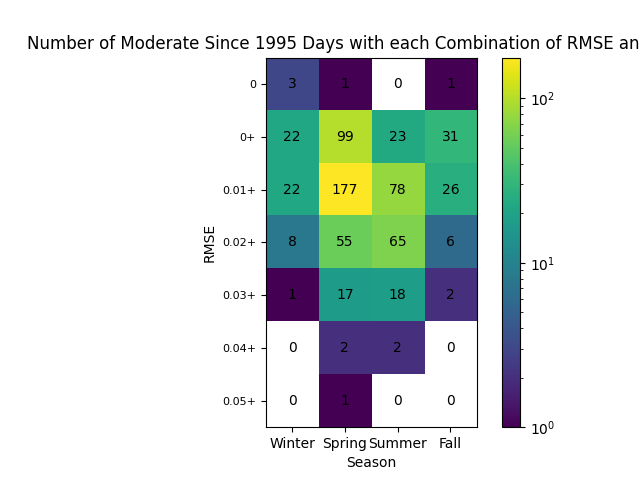 Number of Moderate Since 1995 Days with each Combination of RMSE an
0 3 1 0 1
0+ 22 99 23 31
0.01+ 22 177 78 26
0.02+ 8 55 65 6
0.03+ 1 17 18 2
0.04+ 0 2 2 0
0.05+ 0 1 0 0
Winter Spring Summer Fall
Season
RMSE
10²
10¹
10⁰